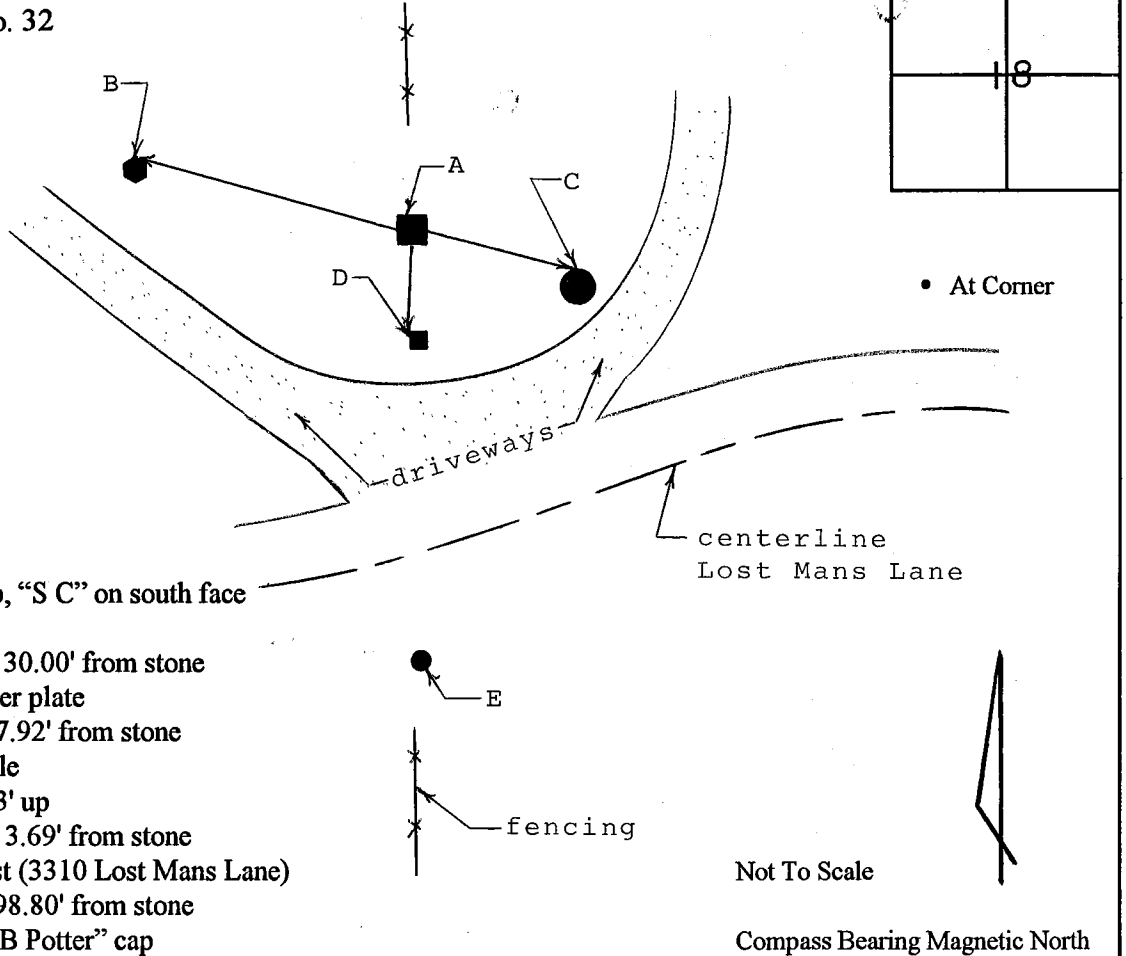 o. 32
18
B
A
C
D
• At Corner
driveways
centerline
Lost Mans Lane
“S C” on south face
30.00' from stone
er plate
7.92' from stone
le
3' up
3.69' from stone
st (3310 Lost Mans Lane)
98.80' from stone
B Potter” cap
E
fencing
Not To Scale
Compass Bearing Magnetic North